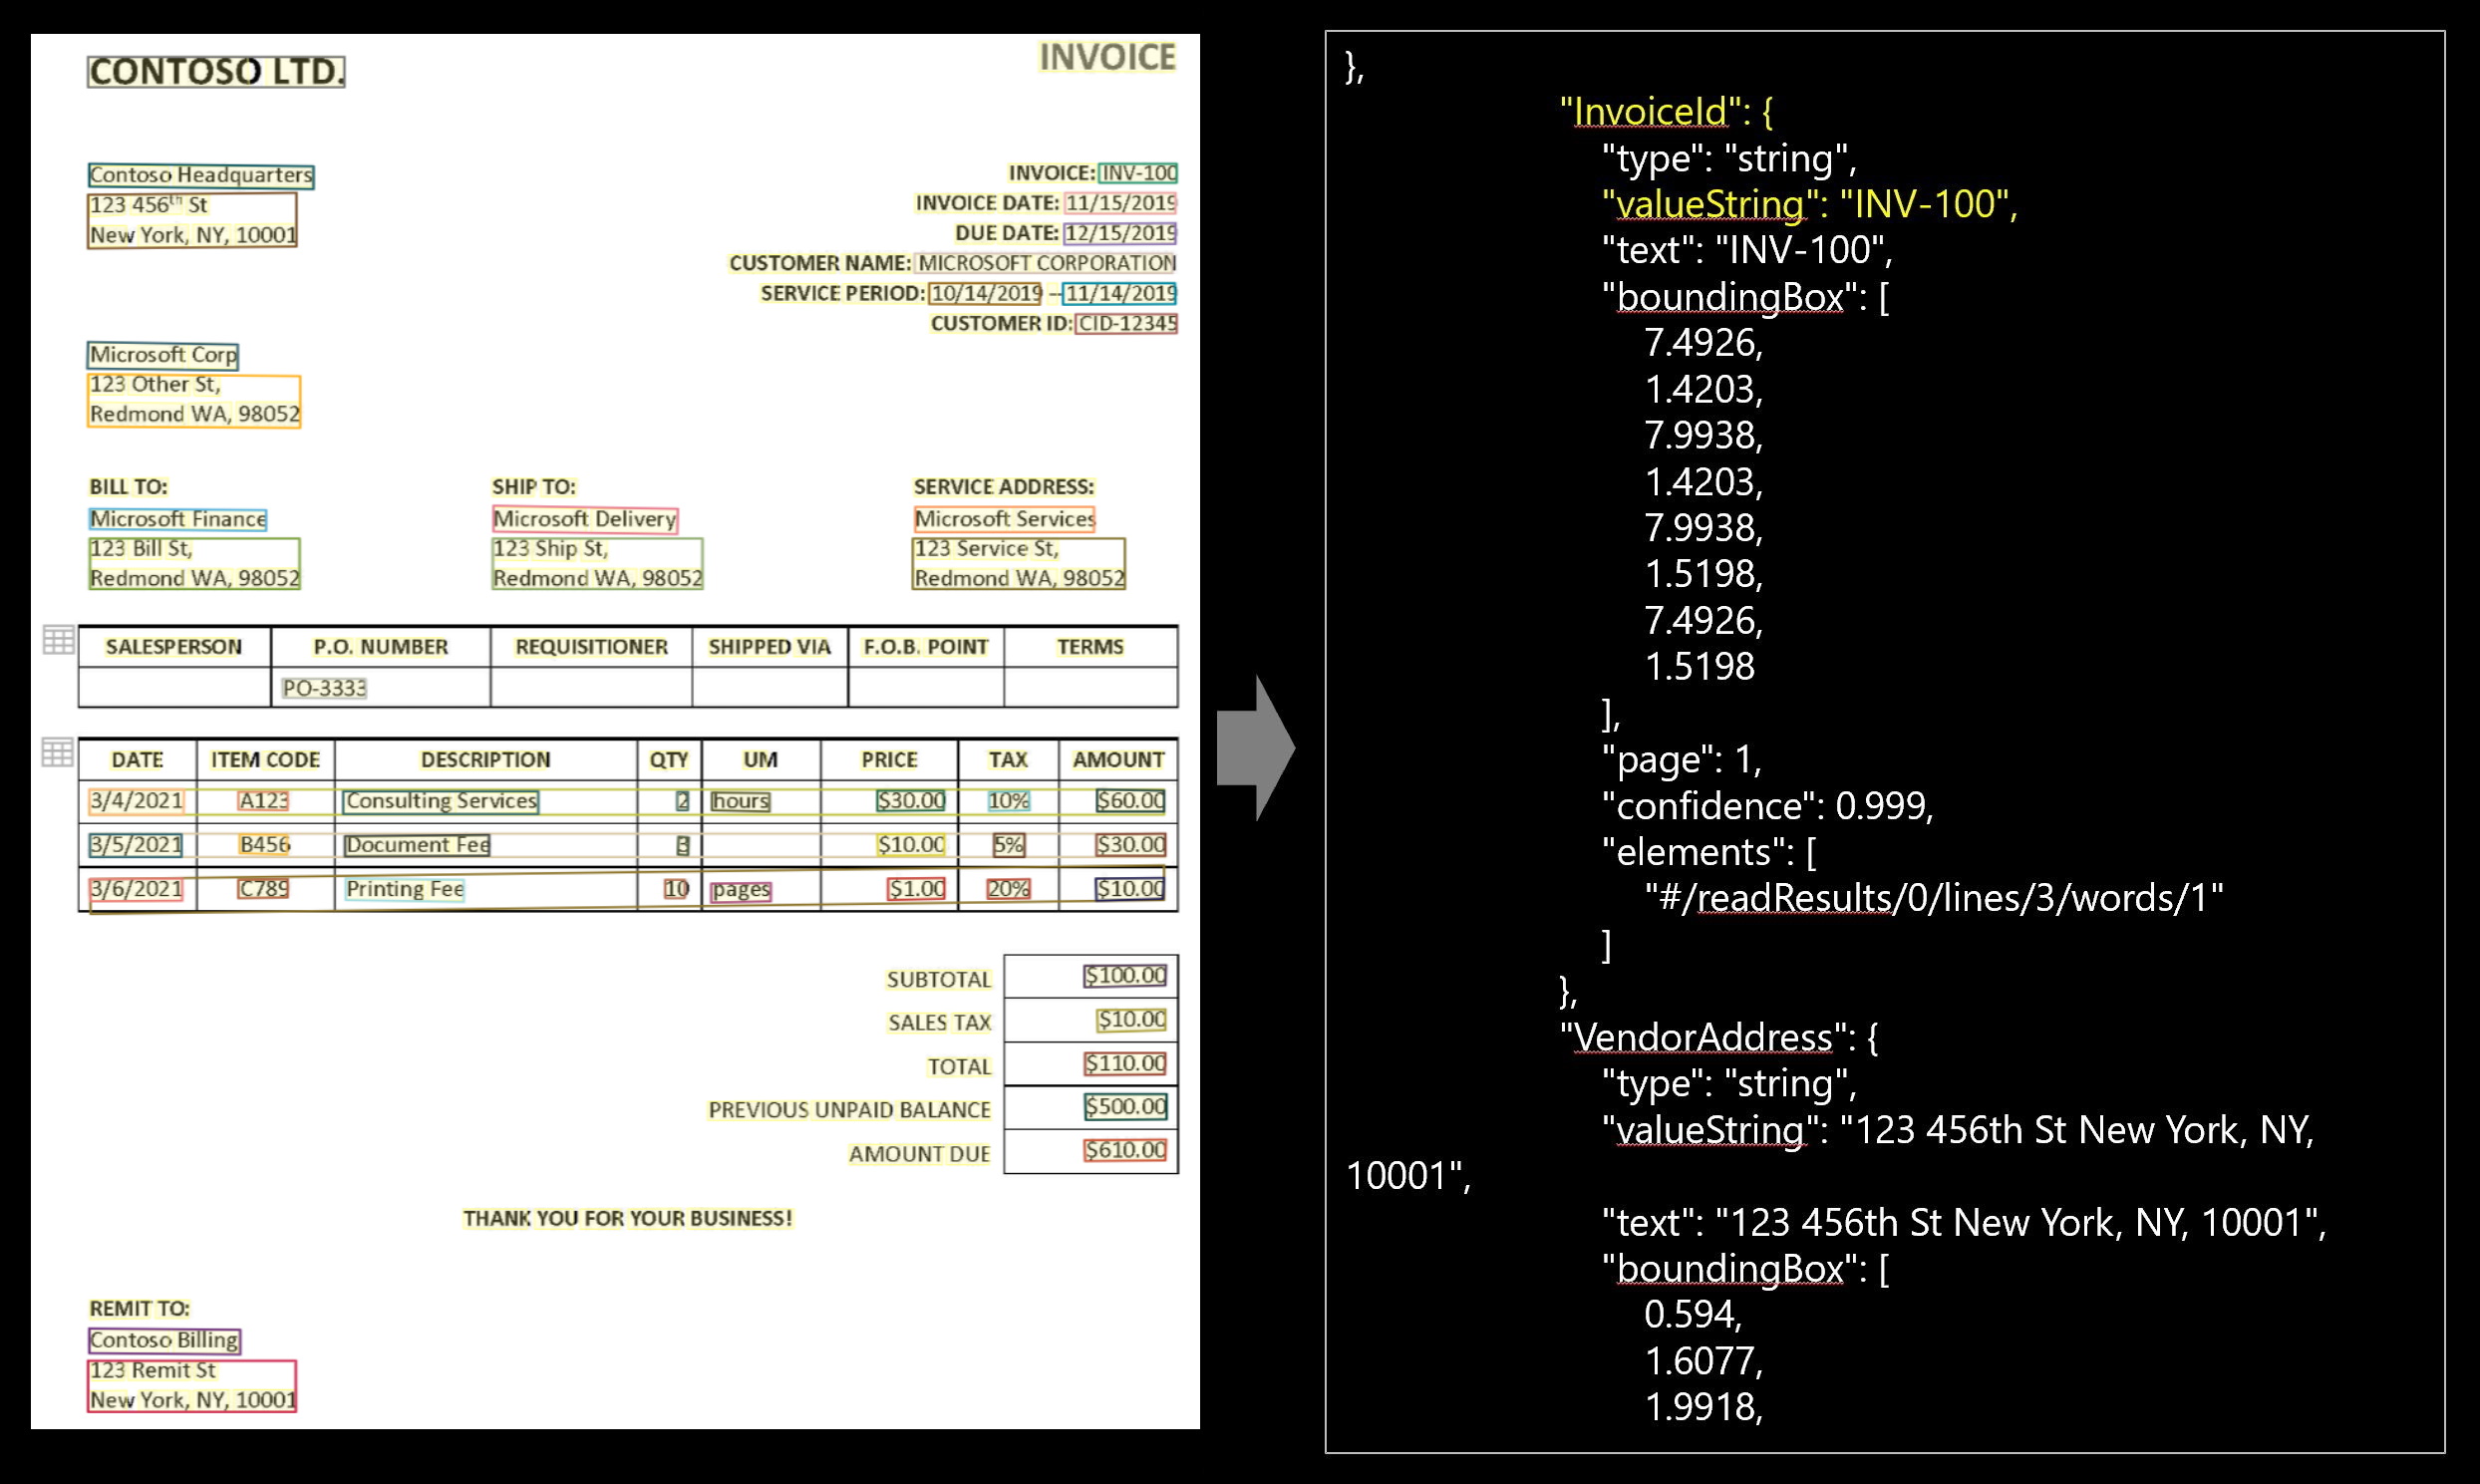 CONTOSO LTD.
INVOICE
Contoso Headquarters
123 456th St
New York, NY, 10001
INVOICE: INV-100
INVOICE DATE: 11/15/2019
DUE DATE: 12/15/2019
CUSTOMER NAME: MICROSOFT CORPORATION
SERVICE PERIOD: 10/14/2019 – 11/14/2019
CUSTOMER ID: CID-12345
Microsoft Corp
123 Other St,
Redmond WA, 98052
BILL TO:
Microsoft Finance
123 Bill St,
Redmond WA, 98052
SHIP TO:
Microsoft Delivery
123 Ship St,
Redmond WA, 98052
SERVICE ADDRESS:
Microsoft Services
123 Service St,
Redmond WA, 98052
SALESPERSON P.O. NUMBER REQUISITIONER SHIPPED VIA F.O.B. POINT TERMS
PO-3333
DATE ITEM CODE DESCRIPTION QTY UM PRICE TAX AMOUNT
3/4/2021 A123 Consulting Services 2 hours $30.00 10% $60.00
3/5/2021 B456 Document Fee 3 $10.00 5% $30.00
3/6/2021 C789 Printing Fee 10 pages $1.00 20% $10.00
SUBTOTAL $100.00
SALES TAX $10.00
TOTAL $110.00
PREVIOUS UNPAID BALANCE $500.00
AMOUNT DUE $610.00
THANK YOU FOR YOUR BUSINESS!
REMIT TO:
Contoso Billing
123 Remit St
New York, NY, 10001
},
"InvoiceId": {
"type": "string",
"valueString": "INV-100",
"text": "INV-100",
"boundingBox": [
7.4926,
1.4203,
7.9938,
1.4203,
7.9938,
1.5198,
7.4926,
1.5198
],
"page": 1,
"confidence": 0.999,
"elements": [
"#/readResults/0/lines/3/words/1"
]
},
"VendorAddress": {
"type": "string",
"valueString": "123 456th St New York, NY,
10001",
"text": "123 456th St New York, NY, 10001",
"boundingBox": [
0.594,
1.6077,
1.9918,